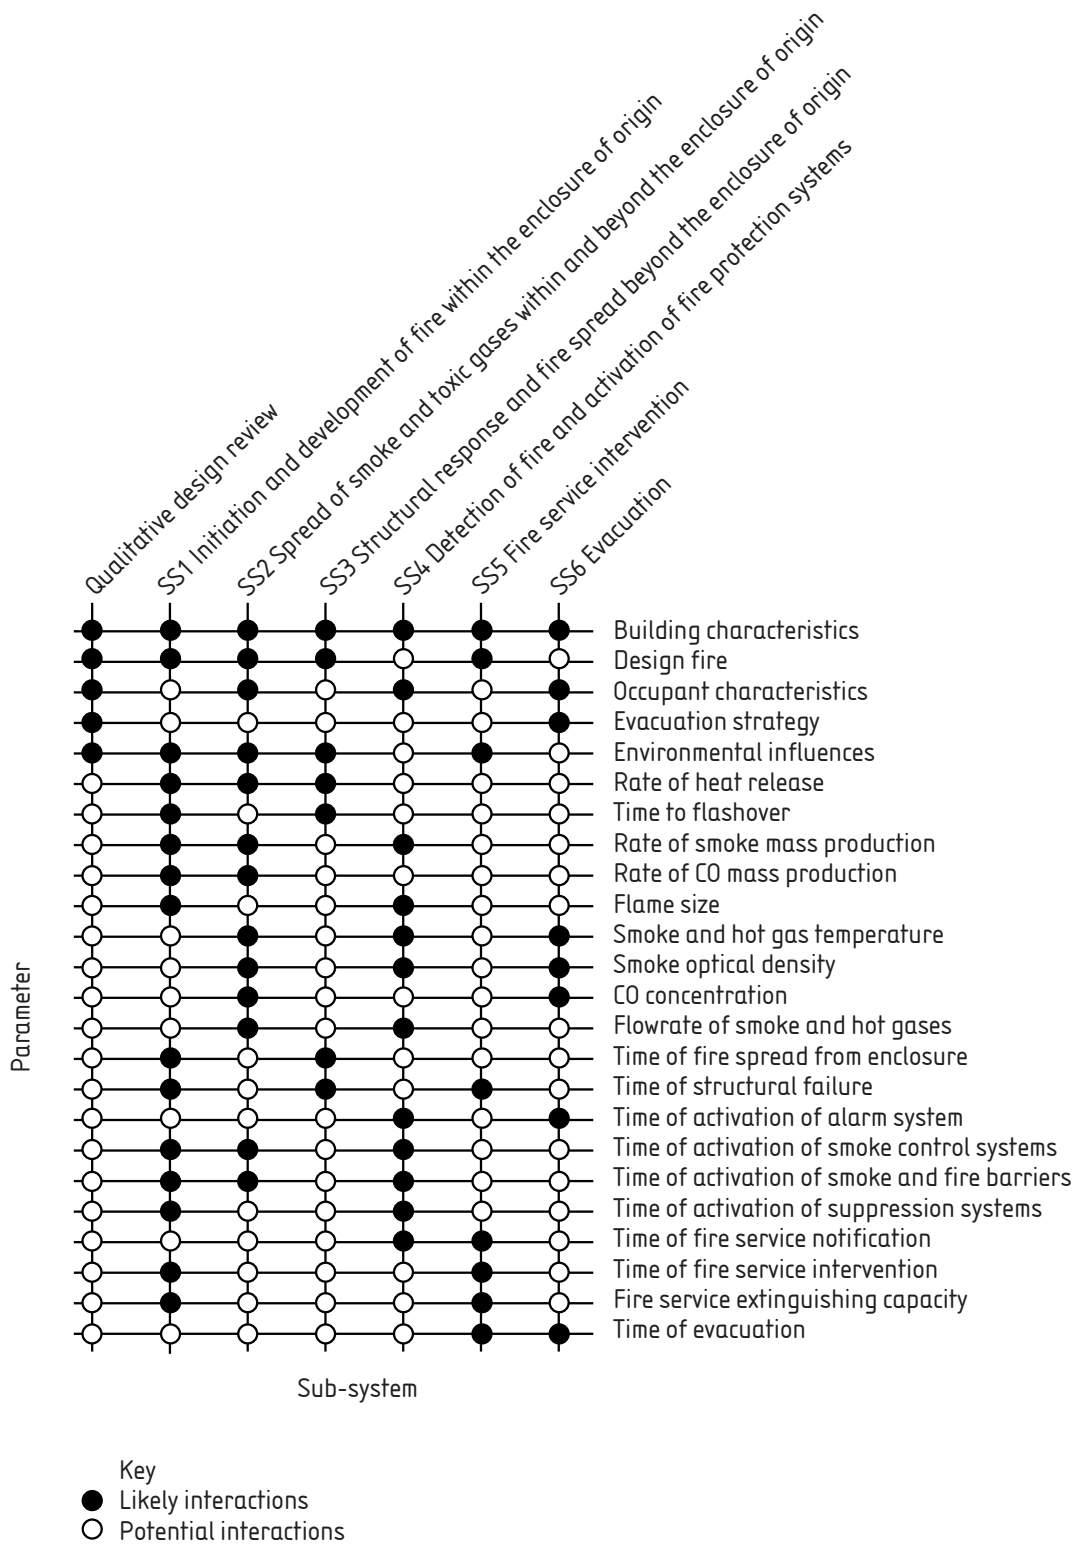 Qualitative design review
SS1 Initiation and development of fire within the enclosure of origin
SS2 Spread of smoke and toxic gases within and beyond the enclosure of origin
SS3 Structural response and fire spread beyond the enclosure of origin
SS4 Detection of fire and activation of fire protection systems
SS5 Fire service intervention
SS6 Evacuation
Building characteristics
Design fire
Occupant characteristics
Evacuation strategy
Environmental influences
Rate of heat release
Time to flashover
Rate of smoke mass production
Rate of CO mass production
Flame size
Smoke and hot gas temperature
Smoke optical density
CO concentration
Flowrate of smoke and hot gases
Time of fire spread from enclosure
Time of structural failure
Time of activation of alarm system
Time of activation of smoke control systems
Time of activation of smoke and fire barriers
Time of activation of suppression systems
Time of fire service notification
Time of fire service intervention
Fire service extinguishing capacity
Time of evacuation
Parameter
Sub-system
Key
Likely interactions
Potential interactions